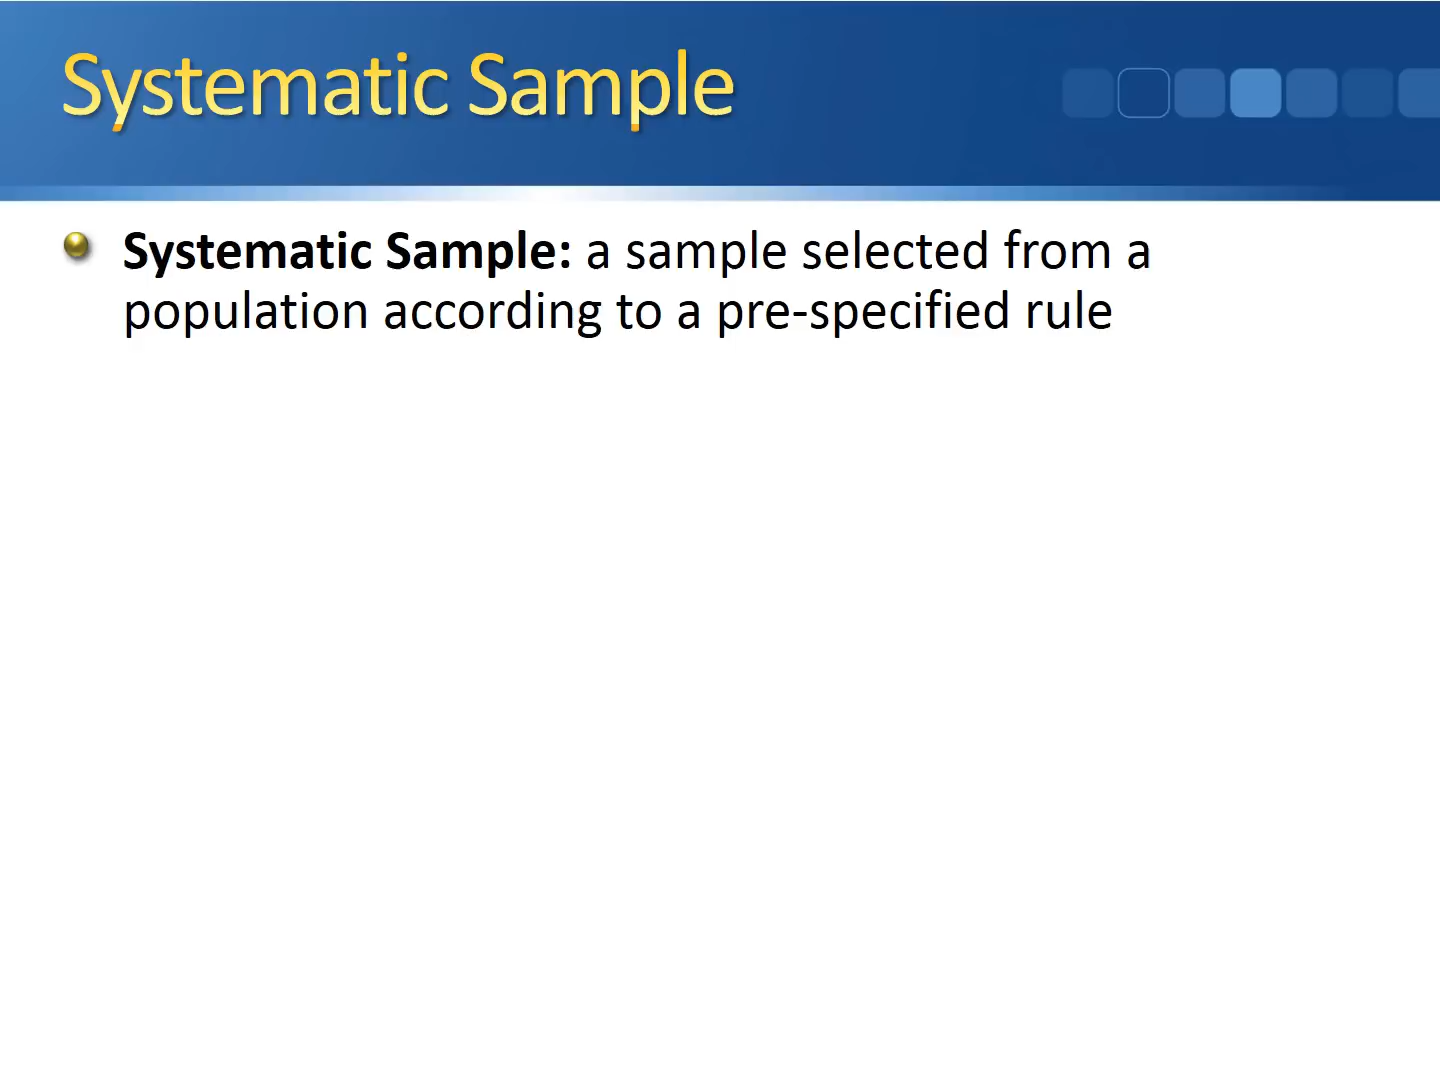 Systematic Sample
Systematic Sample: a sample selected from a
population according to a pre-specified rule